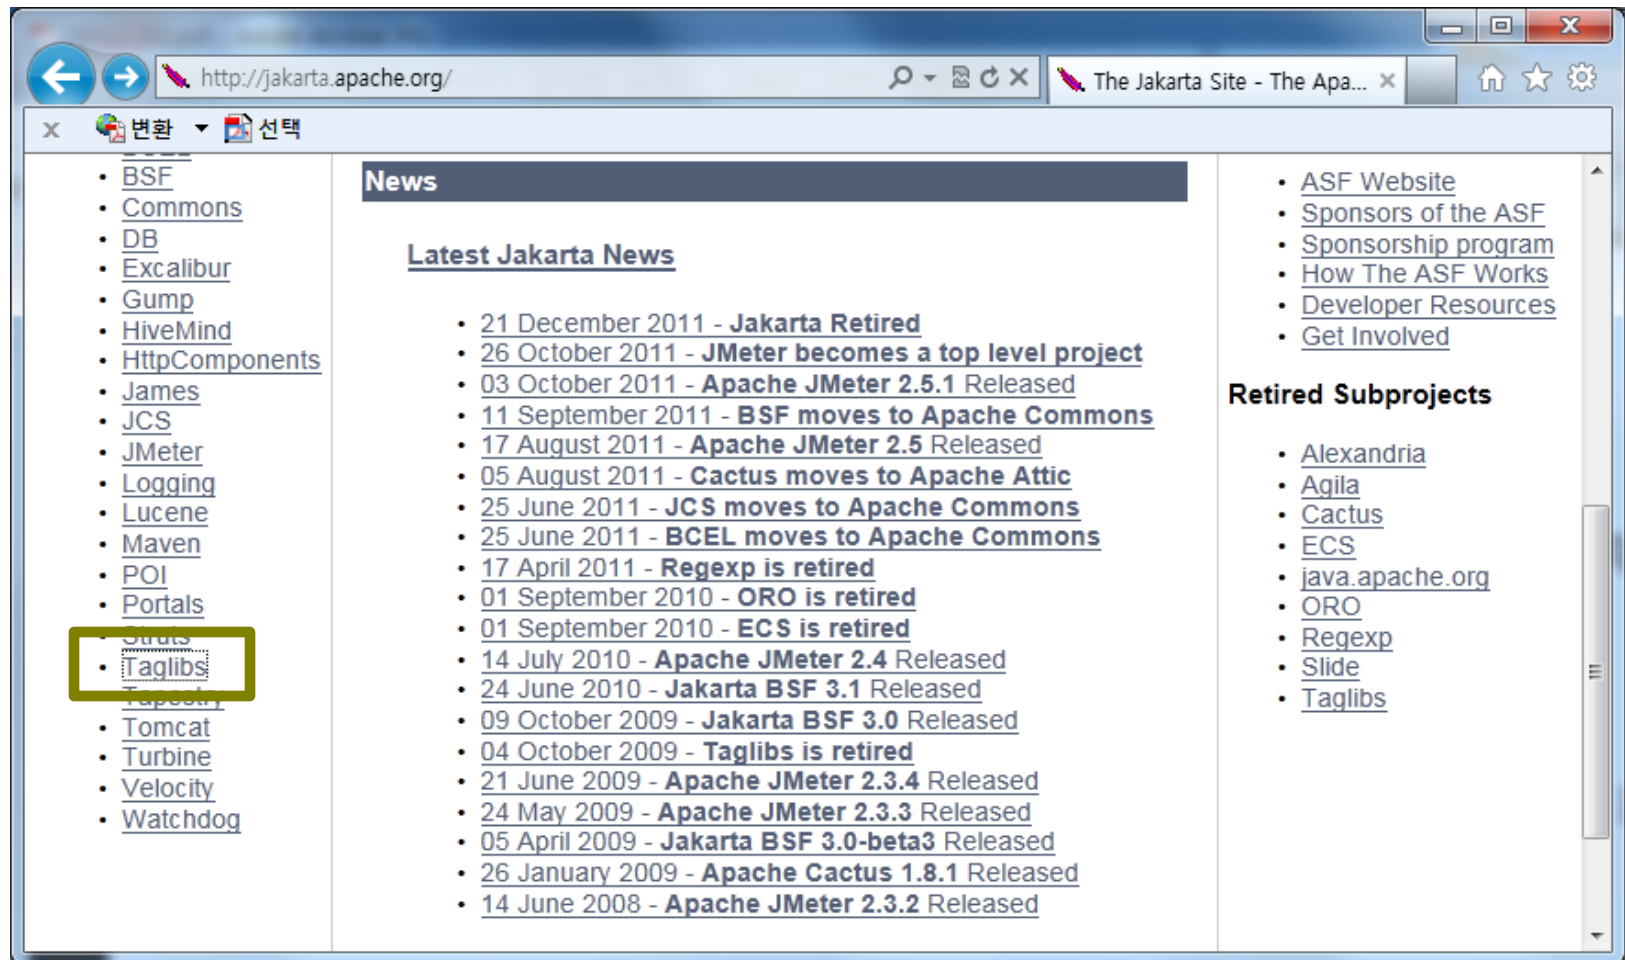 http://jakarta.apache.org/
The Jakarta Site - The Apa...
변환
선택
BSF
Commons
DB
Excalibur
Gump
HiveMind
HttpComponents
James
JCS
JMeter
Logging
Lucene
Maven
POI
Portals
Struts
Taglibs
Tapestry
Tomcat
Turbine
Velocity
Watchdog
News
Latest Jakarta News
21 December 2011 - Jakarta Retired
26 October 2011 - JMeter becomes a top level project
03 October 2011 - Apache JMeter 2.5.1 Released
11 September 2011 - BSF moves to Apache Commons
17 August 2011 - Apache JMeter 2.5 Released
05 August 2011 - Cactus moves to Apache Attic
25 June 2011 - JCS moves to Apache Commons
25 June 2011 - BCEL moves to Apache Commons
17 April 2011 - Regexp is retired
01 September 2010 - ORO is retired
01 September 2010 - ECS is retired
14 July 2010 - Apache JMeter 2.4 Released
24 June 2010 - Jakarta BSF 3.1 Released
09 October 2009 - Jakarta BSF 3.0 Released
04 October 2009 - Taglibs is retired
21 June 2009 - Apache JMeter 2.3.4 Released
24 May 2009 - Apache JMeter 2.3.3 Released
05 April 2009 - Jakarta BSF 3.0-beta3 Released
26 January 2009 - Apache Cactus 1.8.1 Released
14 June 2008 - Apache JMeter 2.3.2 Released
ASF Website
Sponsors of the ASF
Sponsorship program
How The ASF Works
Developer Resources
Get Involved
Retired Subprojects
Alexandria
Agila
Cactus
ECS
java.apache.org
ORO
Regexp
Slide
Taglibs